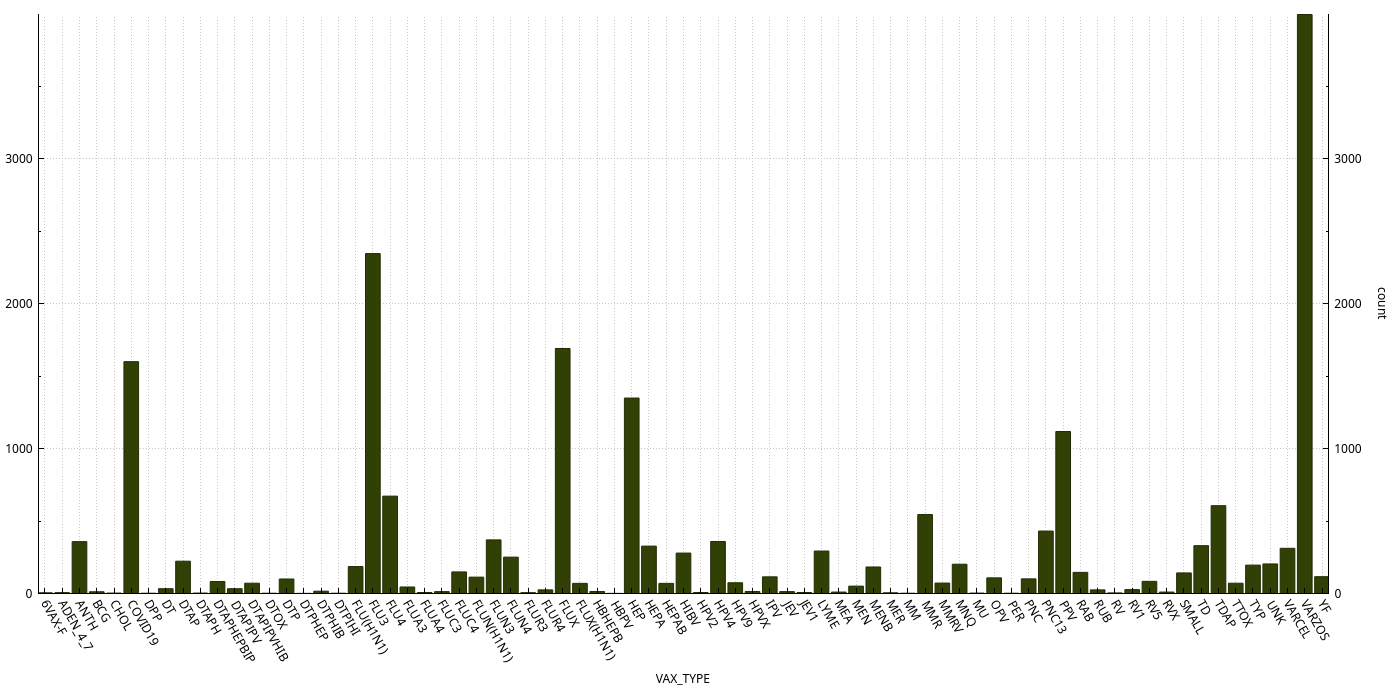 3000
3000
2000
2000
count
1000
1000
0
0
6VAX-F
ADEN_4_7
ANTH
BCG
CHOL
COVID19
DPP
DT
DTAP
DTAPH
DTAPHEPBIP
DTAPIPV
DTAPIPVHIB
DTOX
DTP
DTPHEP
DTPHIB
DTPIHI
FLU(H1N1)
FLU3
FLU4
FLUA3
FLUA4
FLUC3
FLUC4
FLUN(H1N1)
FLUN3
FLUN4
FLUR3
FLUR4
FLUX
FLUX(H1N1)
HBHEPB
HBPV
HEP
HEPA
HEPAB
HIBV
HPV2
HPV4
HPV9
HPVX
IPV
JEV
JEV1
LYME
MEA
MEN
MENB
MER
MM
MMR
MMRV
MNQ
MU
OPV
PER
PNC
PNC13
PPV
RAB
RUB
RV
RV1
RV5
RVX
SMALL
TD
TDAP
TTOX
TYP
UNK
VARCEL
VARZOS
YF
VAX_TYPE